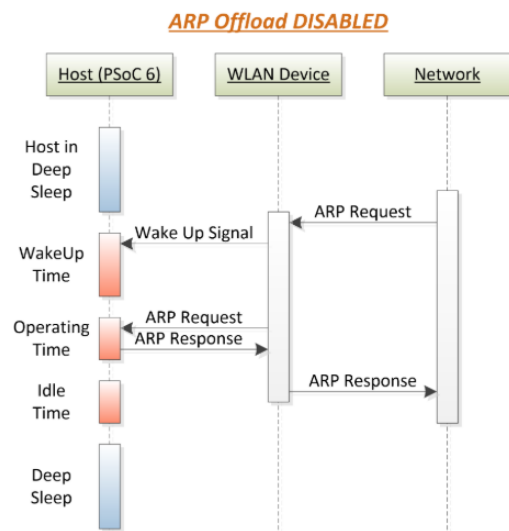 ARP Offload DISABLED
Host (PSoC 6)
WLAN Device
Network
Host in
Deep
Sleep
ARP Request
Wake Up Signal
WakeUp
Time
ARP Request
Operating
Time
ARP Response
ARP Response
Idle
Time
Deep
Sleep